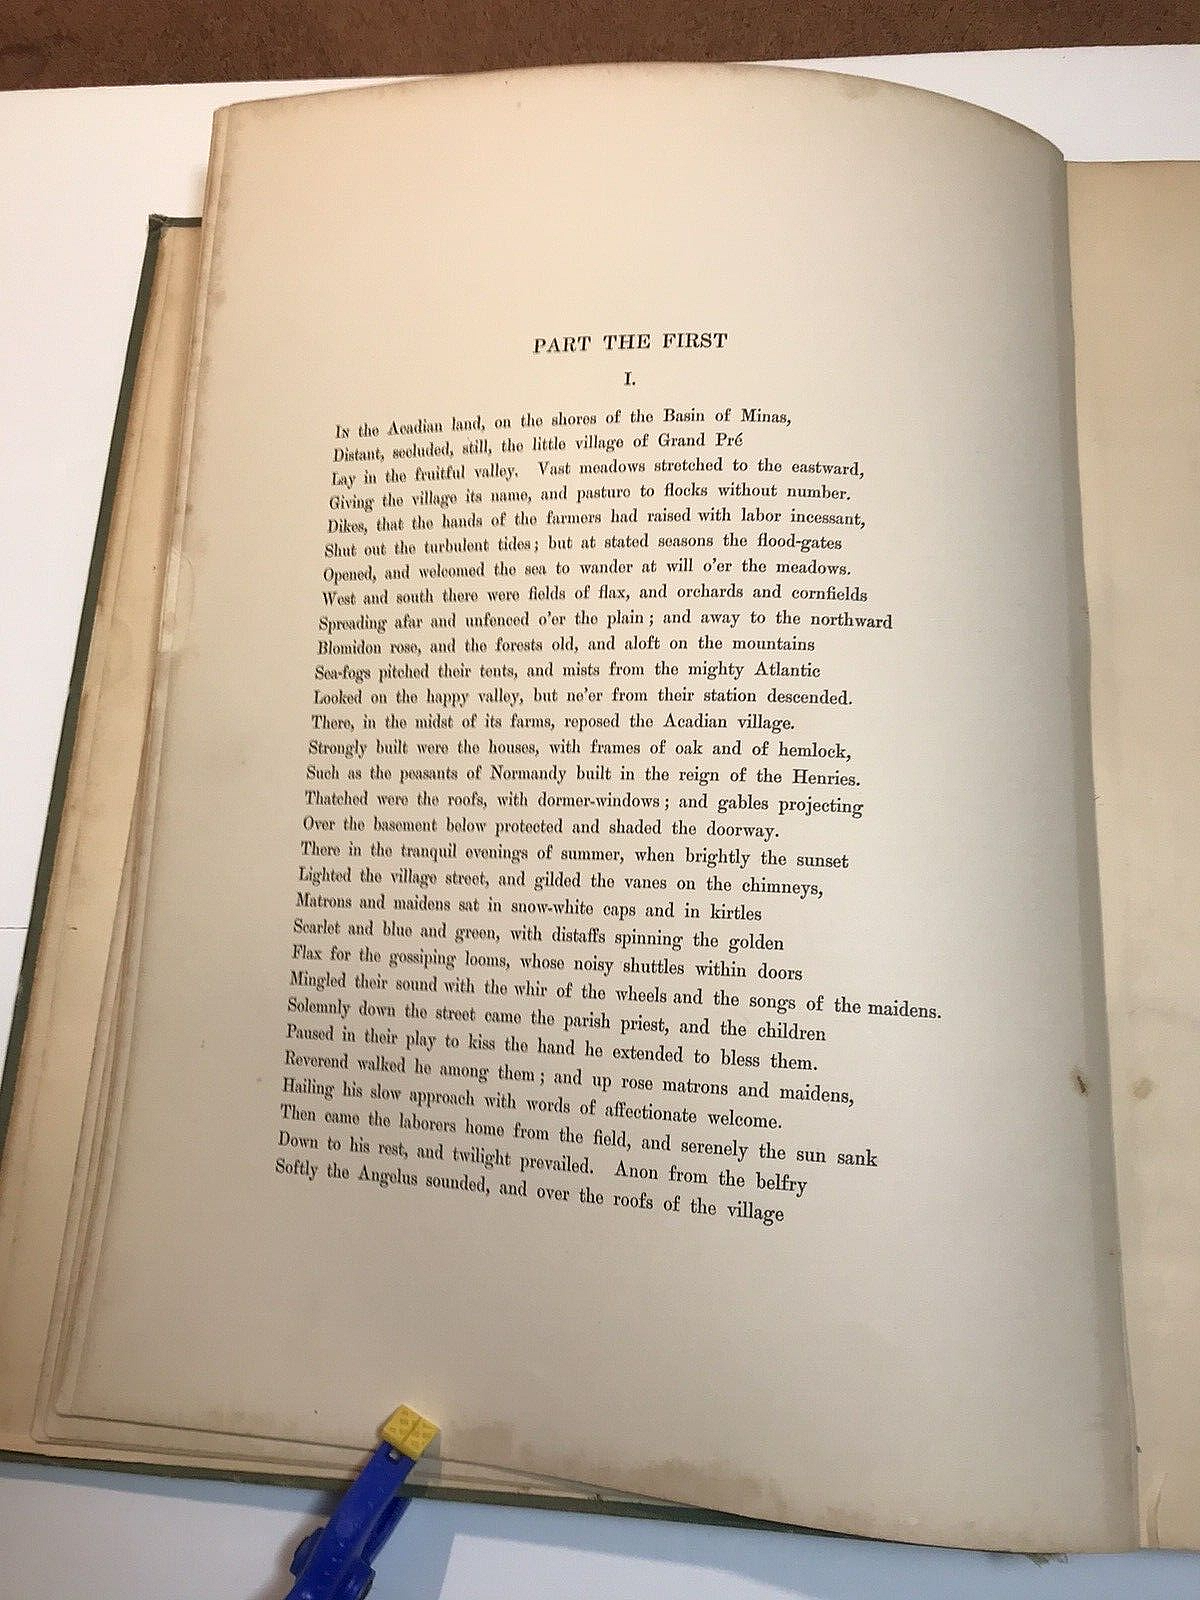 PART THE FIRST
I.
In the Acadian land, on the shores of the Basin of Minas,
Distant, secluded, still, the little village of Grand Pré
Lay in the fruitful valley. Vast meadows stretched to the eastward,
Giving the village its name, and pasture to flocks without number.
Dikes, that the hands of the farmers had raised with labor incessant,
Shut out the turbulent tides; but at stated seasons the flood-gates
Opened, and welcomed the sea to wander at will o'er the meadows.
West and south there were fields of flax, and orchards and cornfields
Spreading afar and unfenced o'er the plain; and away to the northward
Blomidon rose, and the forests old, and aloft on the mountains
Sea-fogs pitched their tents, and mists from the mighty Atlantic
Looked on the happy valley, but ne'er from their station descended.
There, in the midst of its farms, reposed the Acadian village.
Strongly built were the houses, with frames of oak and of hemlock,
Such as the peasants of Normandy built in the reign of the Henries.
Thatched were the roofs, with dormer-windows; and gables projecting
Over the basement below protected and shaded the doorway.
There in the tranquil evenings of summer, when brightly the sunset
Lighted the village street, and gilded the vanes on the chimneys,
Matrons and maidens sat in snow-white caps and in kirtles
Scarlet and blue and green, with distaffs spinning the golden
Flax for the gossiping looms, whose noisy shuttles within doors
Mingled their sound with the whir of the wheels and the songs of the maidens.
Solemnly down the street came the parish priest, and the children
Paused in their play to kiss the hand he extended to bless them.
Reverend walked he among them; and up rose matrons and maidens,
Hailing his slow approach with words of affectionate welcome.
Then came the laborers home from the field, and serenely the sun sank
Down to his rest, and twilight prevailed. Anon from the belfry
Softly the Angelus sounded, and over the roofs of the village